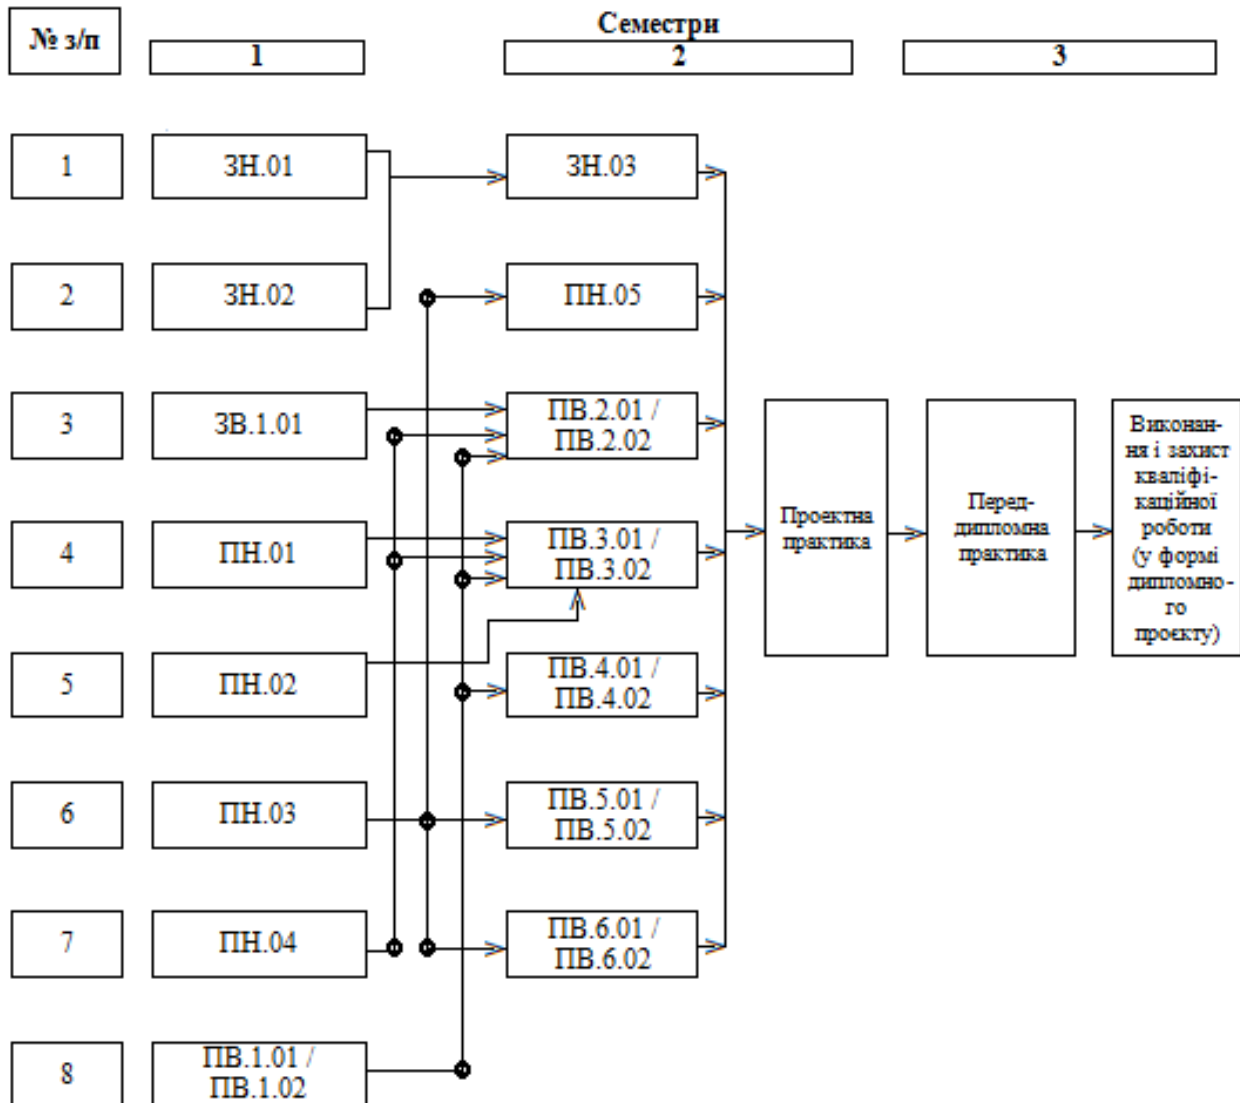 № з/п
Семестри
1
2
3
1
ЗН.01
ЗН.03
2
ЗН.02
ПН.05
3
ЗВ.1.01
ПВ.2.01 /
ПВ.2.02
4
ПН.01
ПВ.3.01 /
ПВ.3.02
5
ПН.02
ПВ.4.01 /
ПВ.4.02
6
ПН.03
ПВ.5.01 /
ПВ.5.02
7
ПН.04
ПВ.6.01 /
ПВ.6.02
8
ПВ.1.01 /
ПВ.1.02
Проектна
практика
Перед-
дипломна
практика
Виконан-
ня і захист
кваліфі-
каційної
роботи
(у формі
дипломно-
го
проєкту)